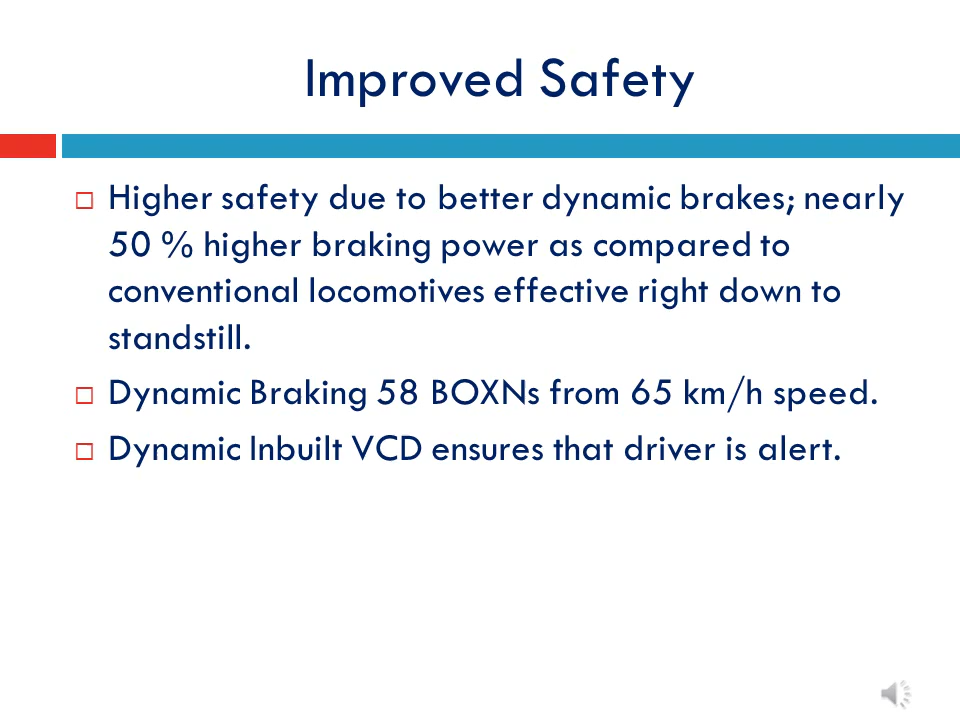 Improved Safety
Higher safety due to better dynamic brakes; nearly
50 % higher braking power as compared to
conventional locomotives effective right down to
standstill.
Dynamic Braking 58 BOXNs from 65 km/h speed.
Dynamic Inbuilt VCD ensures that driver is alert.